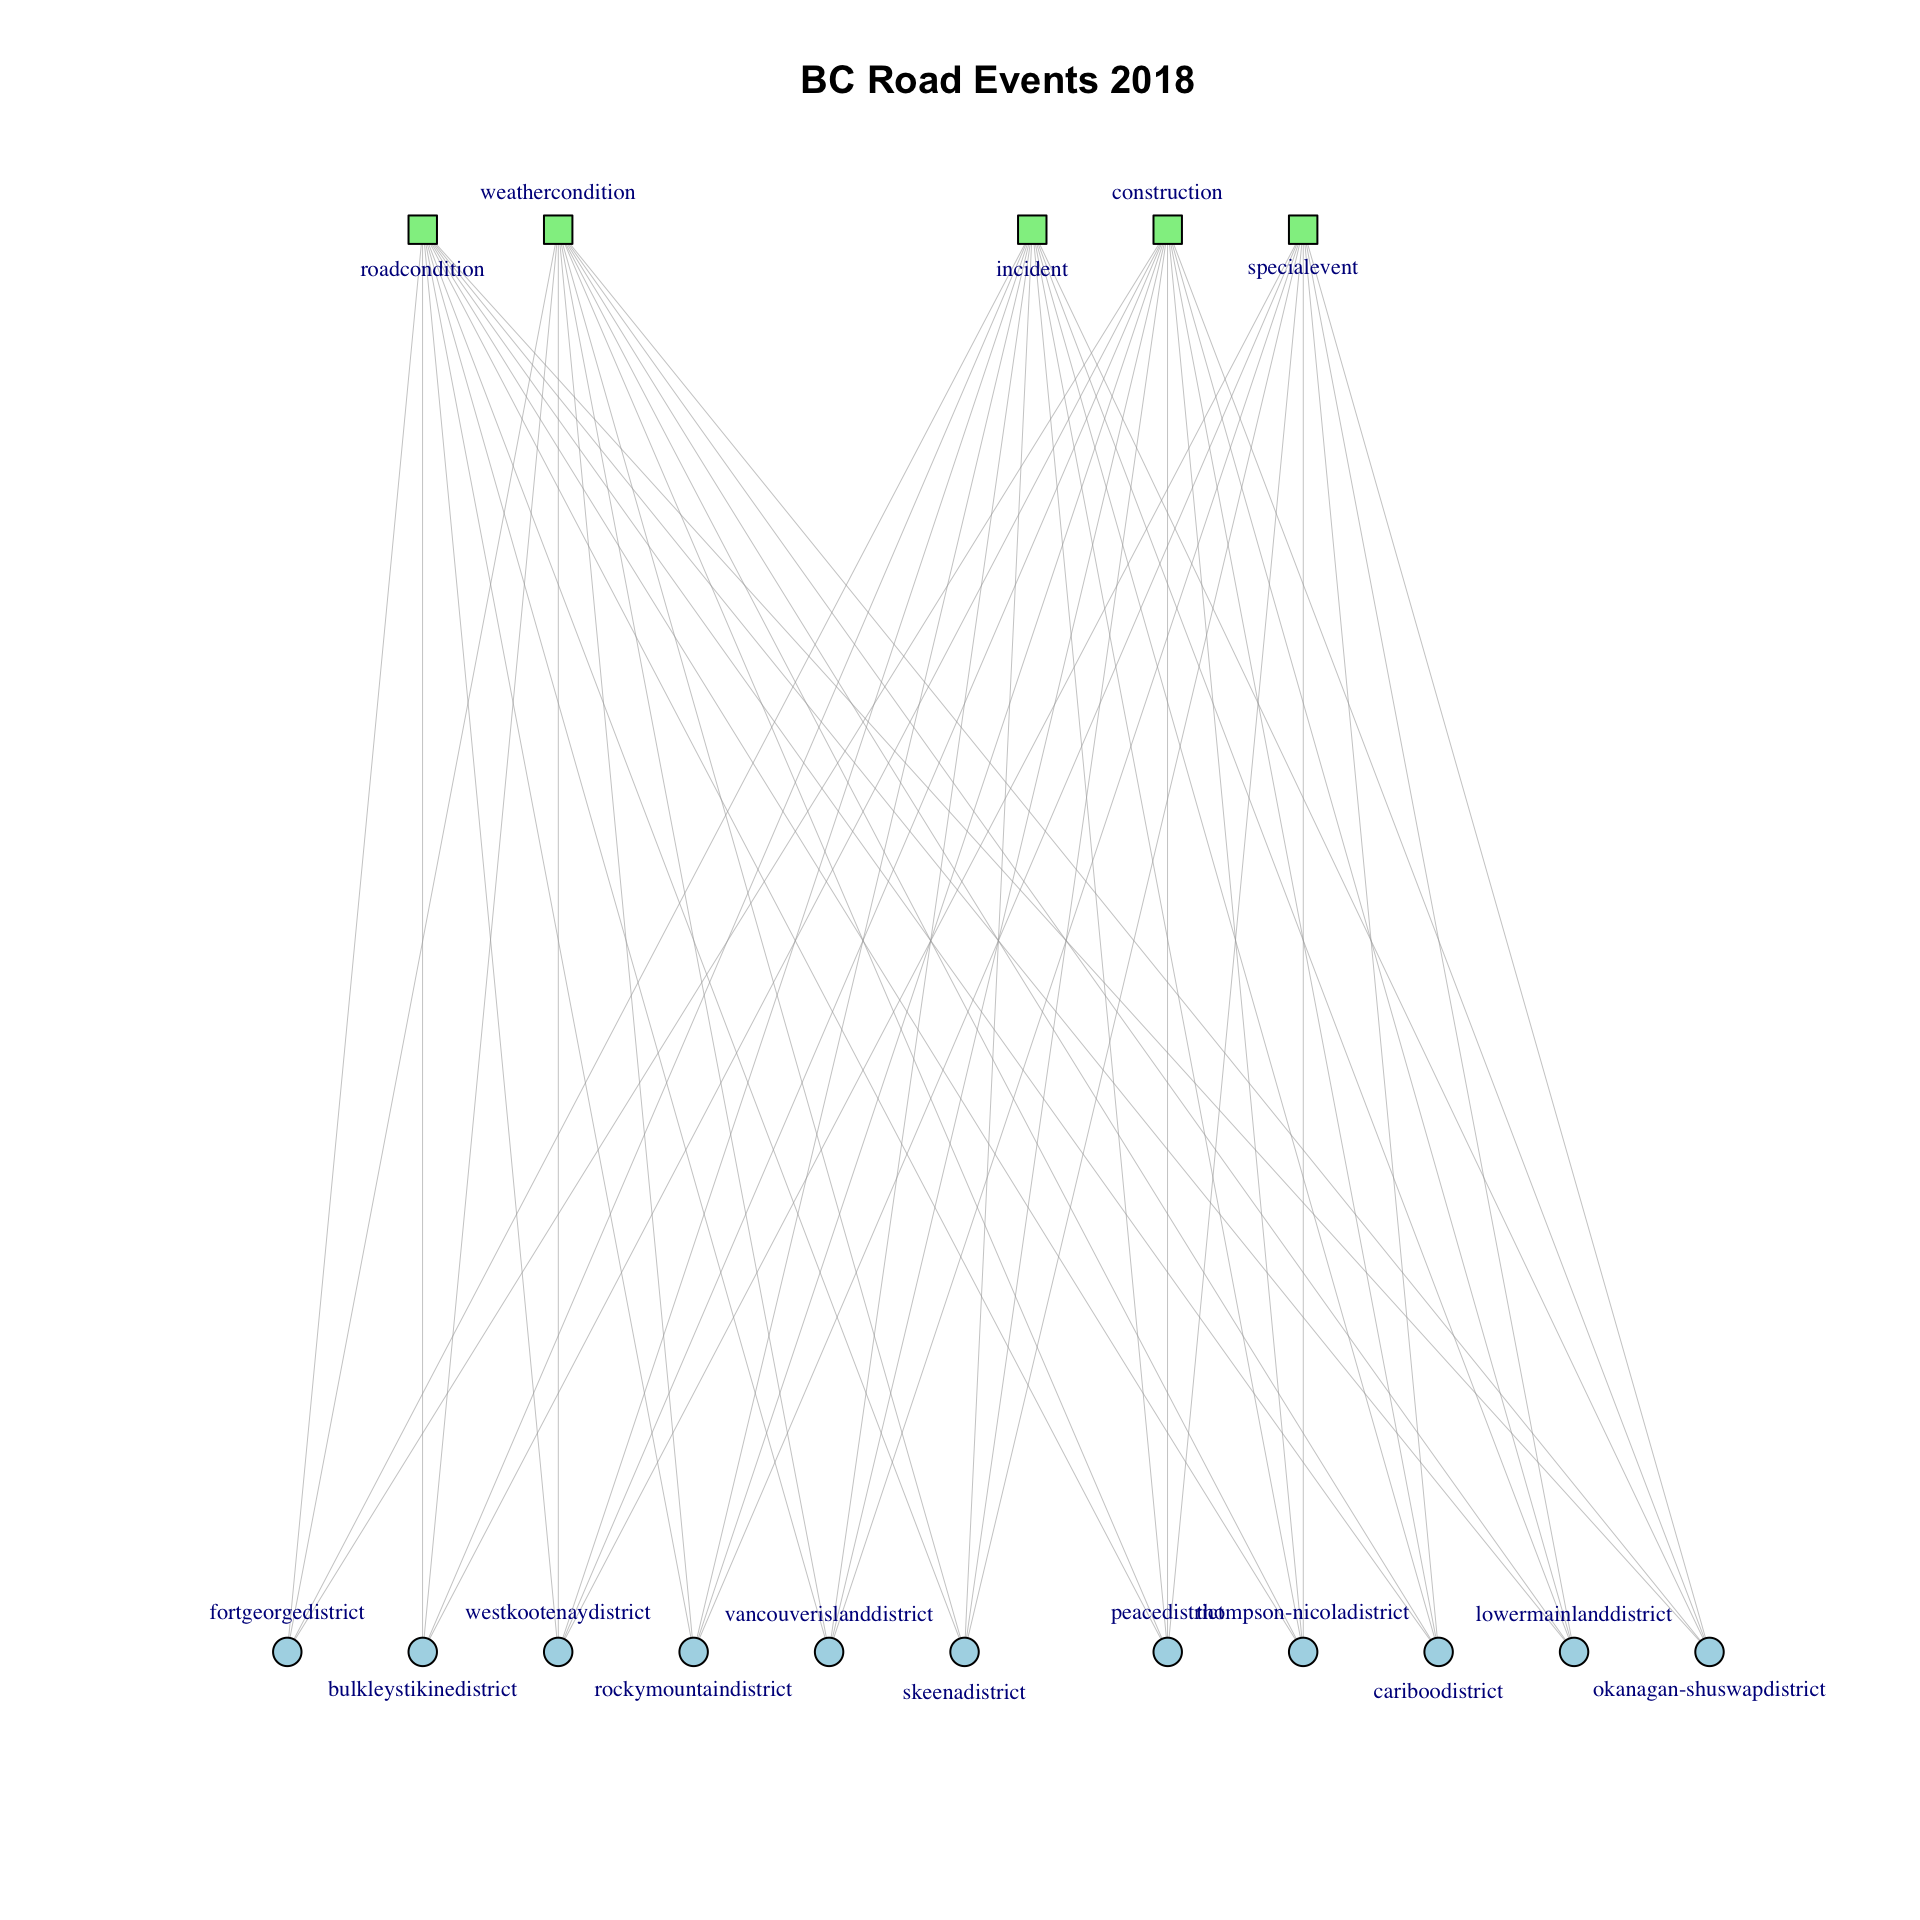 BC Road Events 2018
weathercondition
construction
roadcondition
incident
specialevent
fortgeorgedistrict
westkootenaydistrict
vancouverislanddistrict
peacedistrict
thompson-nicoladistrict
lowermainlanddistrict
bulkleystikinedistrict
rockymountaindistrict
skeenadistrict
cariboodistrict
okanagan-shuswapdistrict